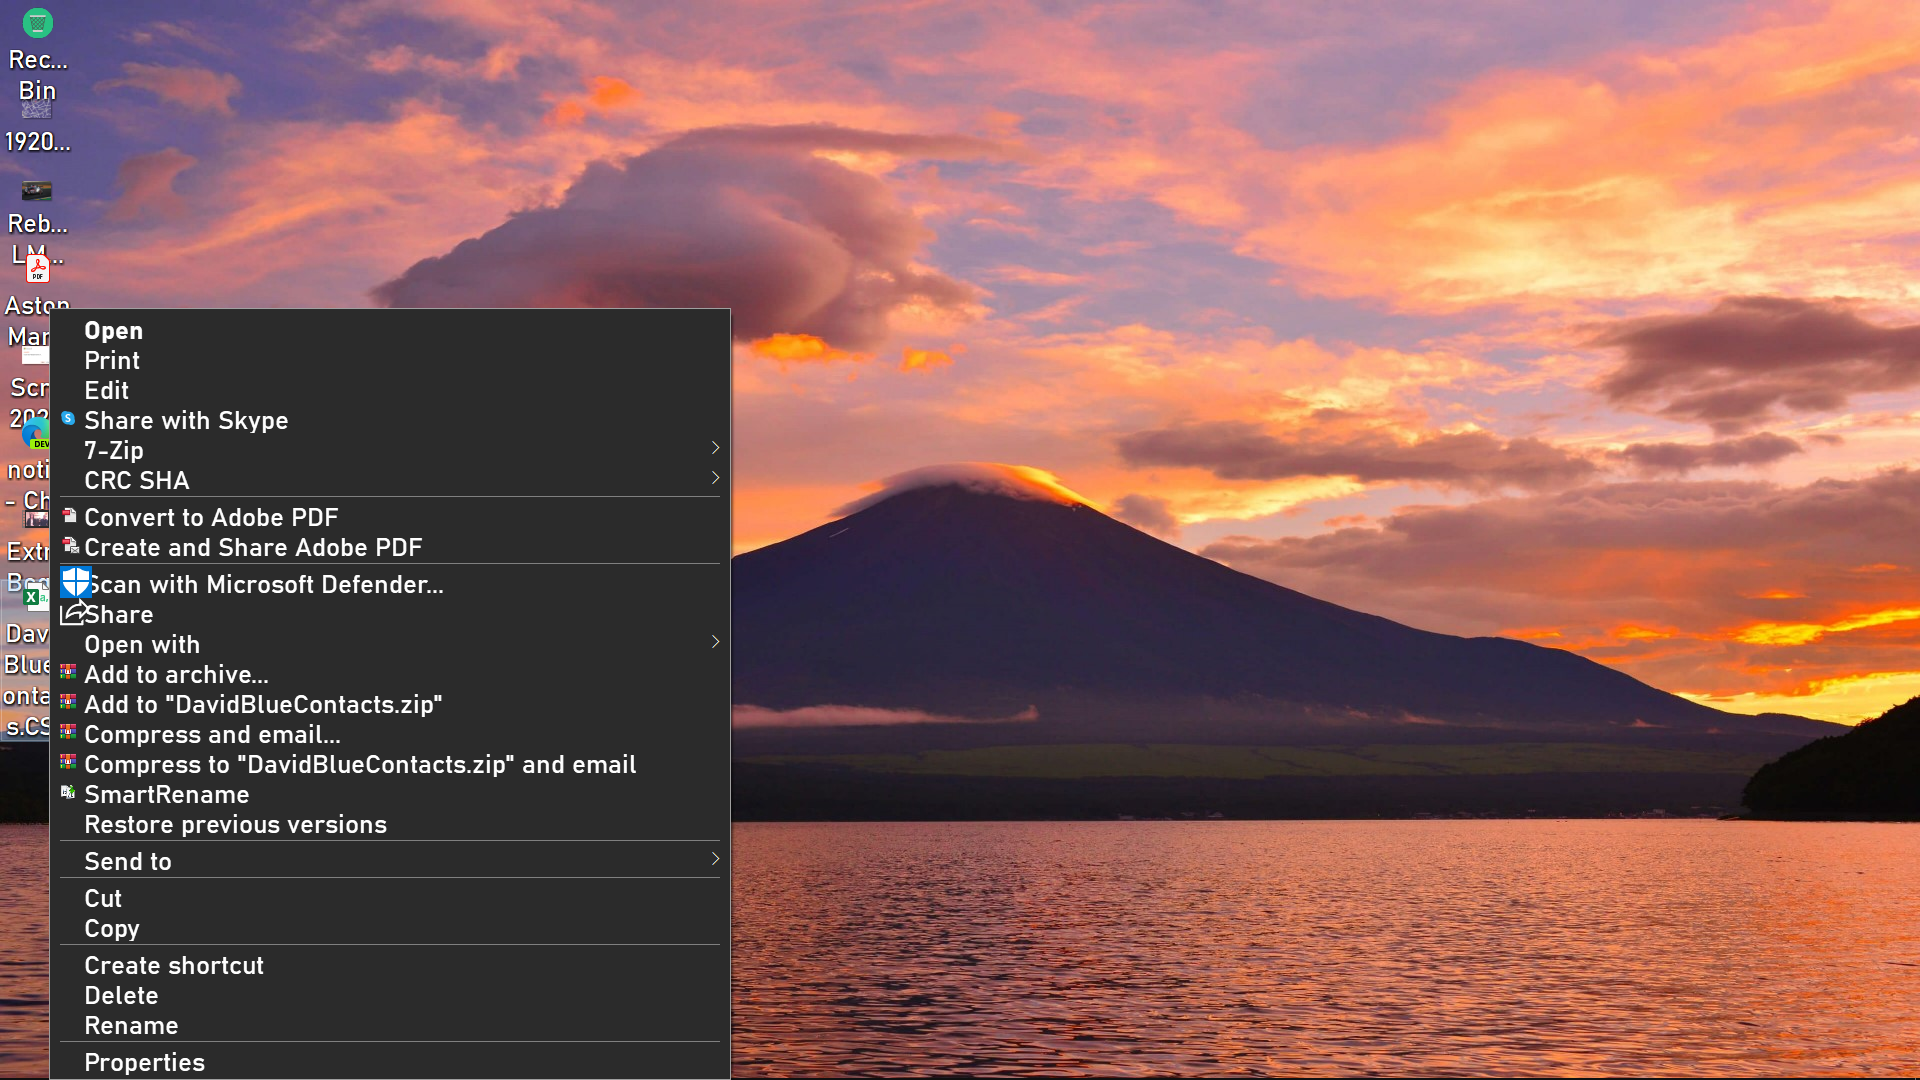 Rec...
Bin
1920...
Reb...
LM...
PDF
Aston
Mar
Scr
202
DEV
noti
- Ch
Extr
Bea
X a,
Dav
Blue
onta
s.CS
Open
Print
Edit
S Share with Skype
7-Zip
CRC SHA
Convert to Adobe PDF
Create and Share Adobe PDF
Scan with Microsoft Defender...
Share
Open with
Add to archive...
Add to "DavidBlueContacts.zip"
Compress and email...
Compress to "DavidBlueContacts.zip" and email
SmartRename
Restore previous versions
Send to
Cut
Copy
Create shortcut
Delete
Rename
Properties